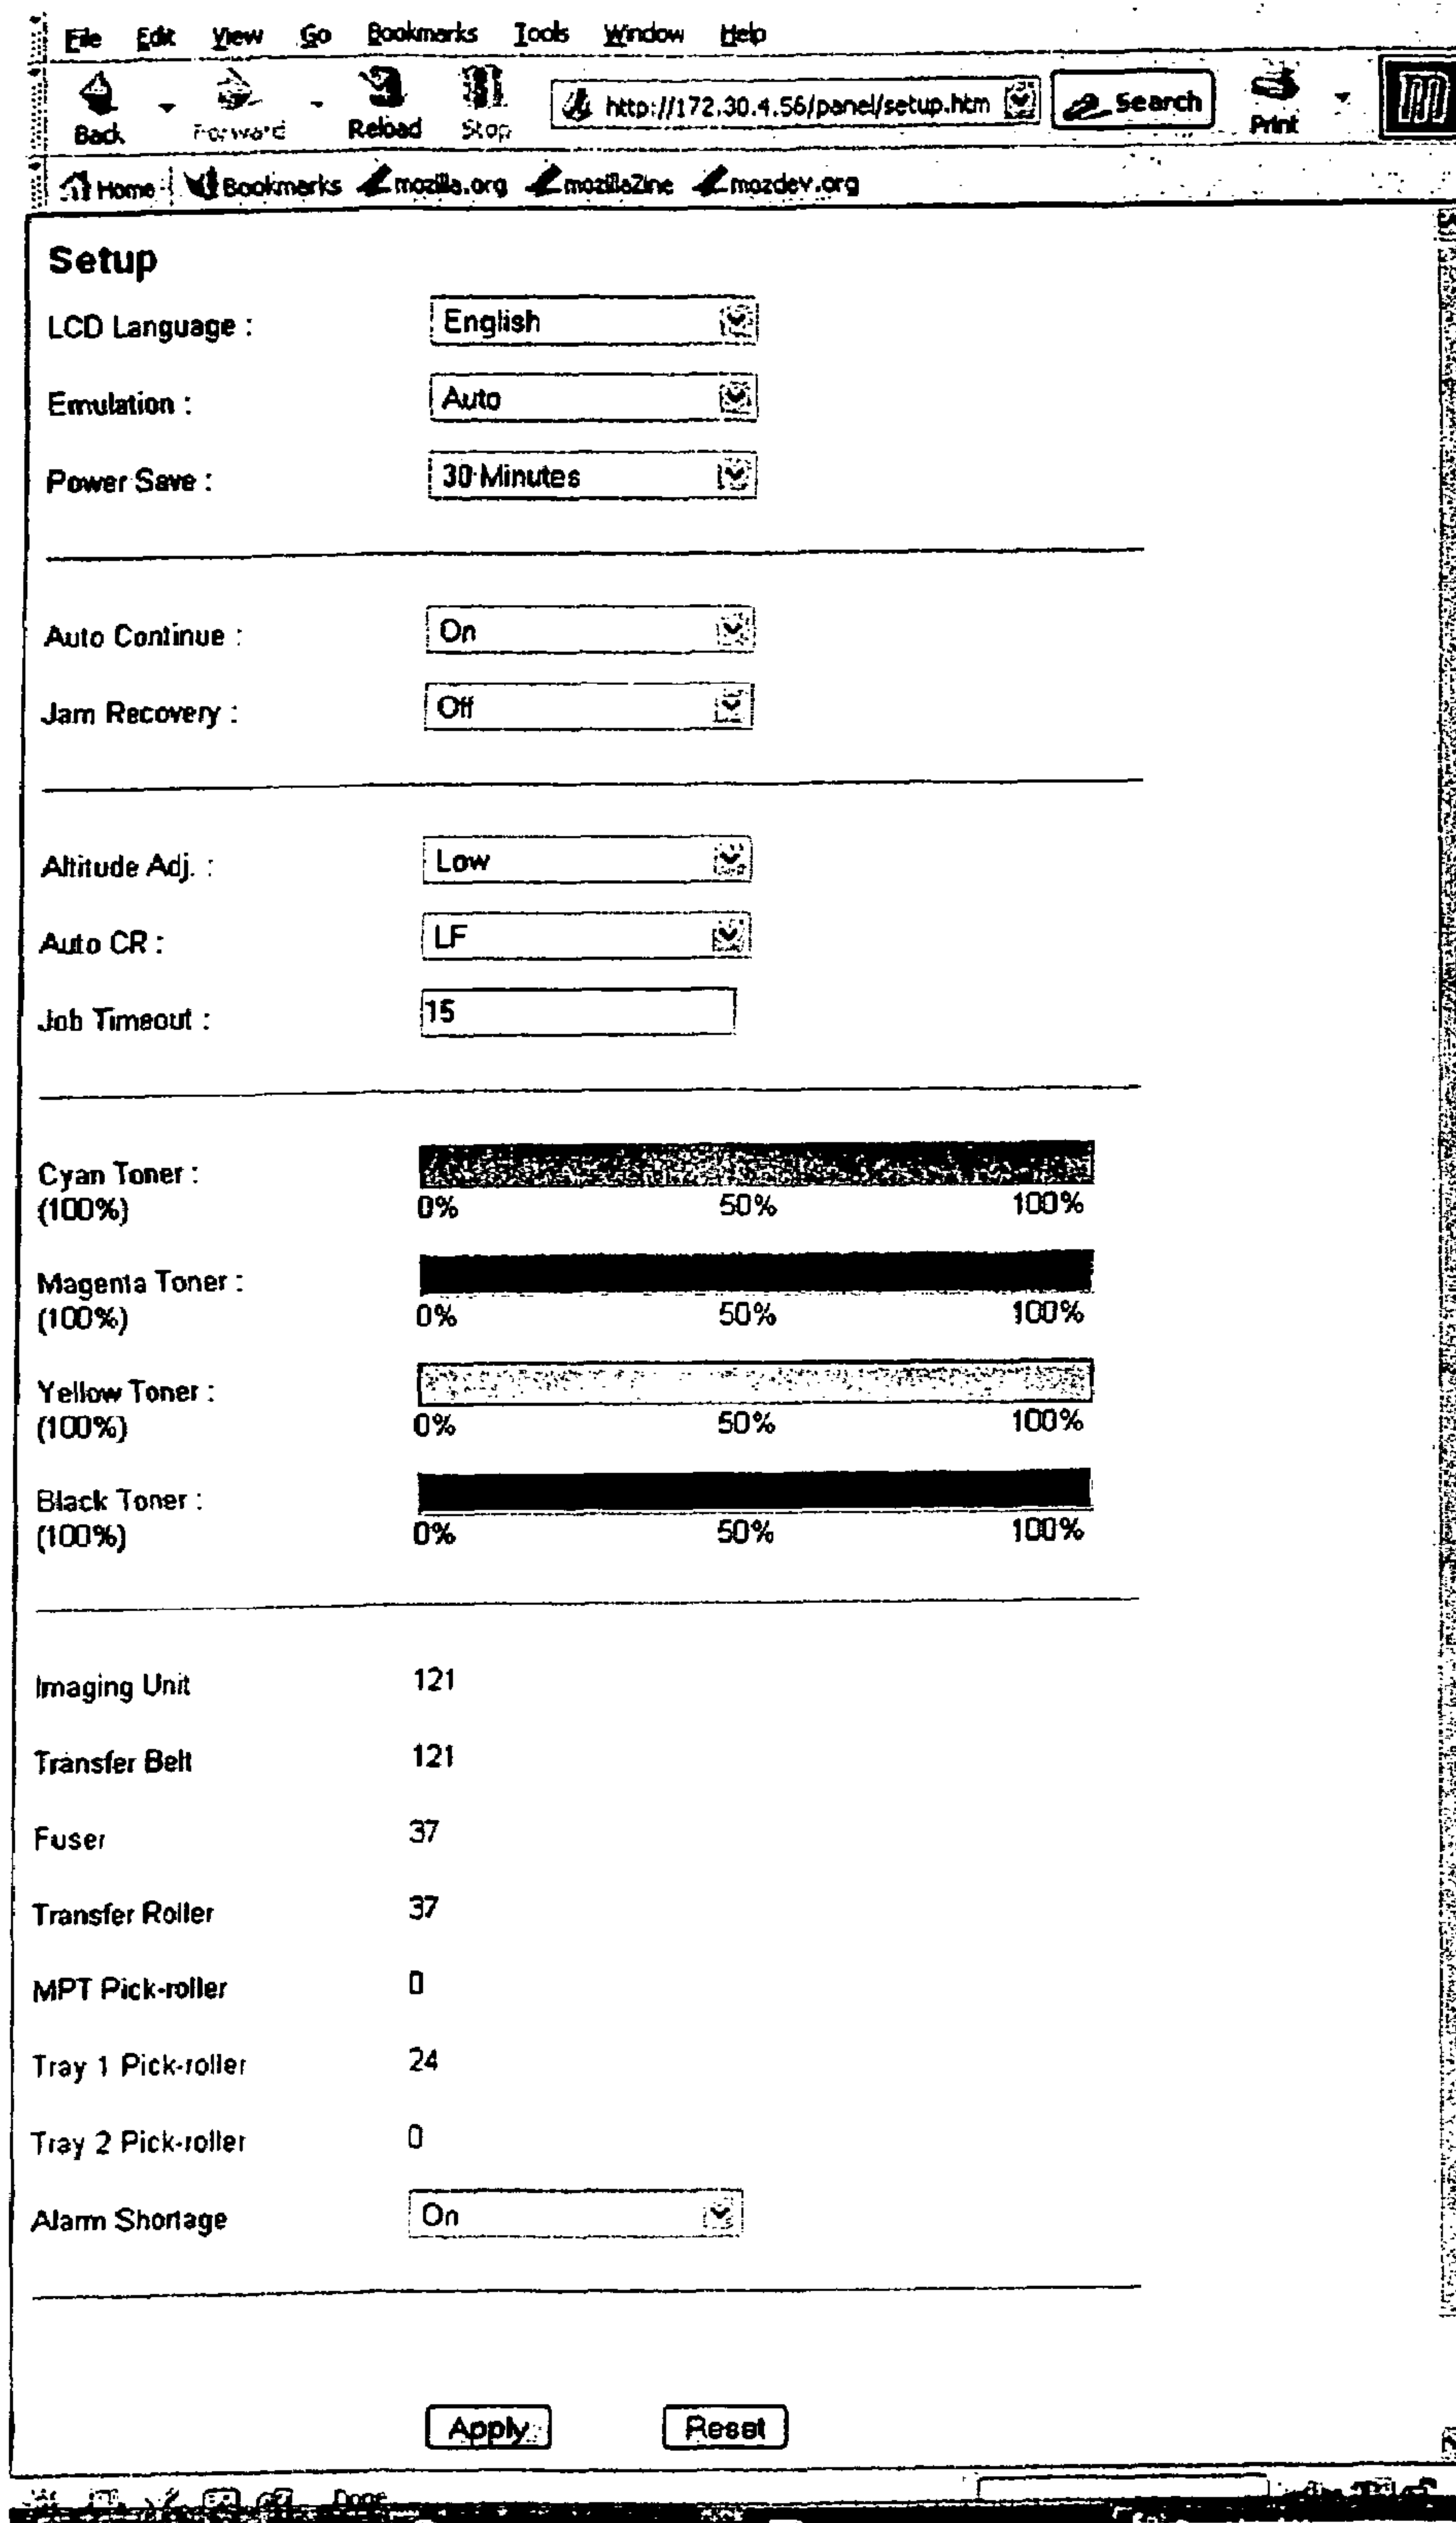 File Edit View Go Bookmarks Tools Window Help
Back Forward Reload Stop http://172.30.4.56/panel/setup.htm Search Print
Home Bookmarks mozilla.org mozillaZine mozdev.org
Setup
LCD Language : English
Emulation : Auto
Power Save : 30 Minutes
Auto Continue : On
Jam Recovery : Off
Altitude Adj. : Low
Auto CR : LF
Job Timeout : 15
Cyan Toner :
(100%) 0% 50% 100%
Magenta Toner :
(100%) 0% 50% 100%
Yellow Toner :
(100%) 0% 50% 100%
Black Toner :
(100%) 0% 50% 100%
Imaging Unit 121
Transfer Belt 121
Fuser 37
Transfer Roller 37
MPT Pick-roller 0
Tray 1 Pick-roller 24
Tray 2 Pick-roller 0
Alarm Shortage On
Apply Reset
Done